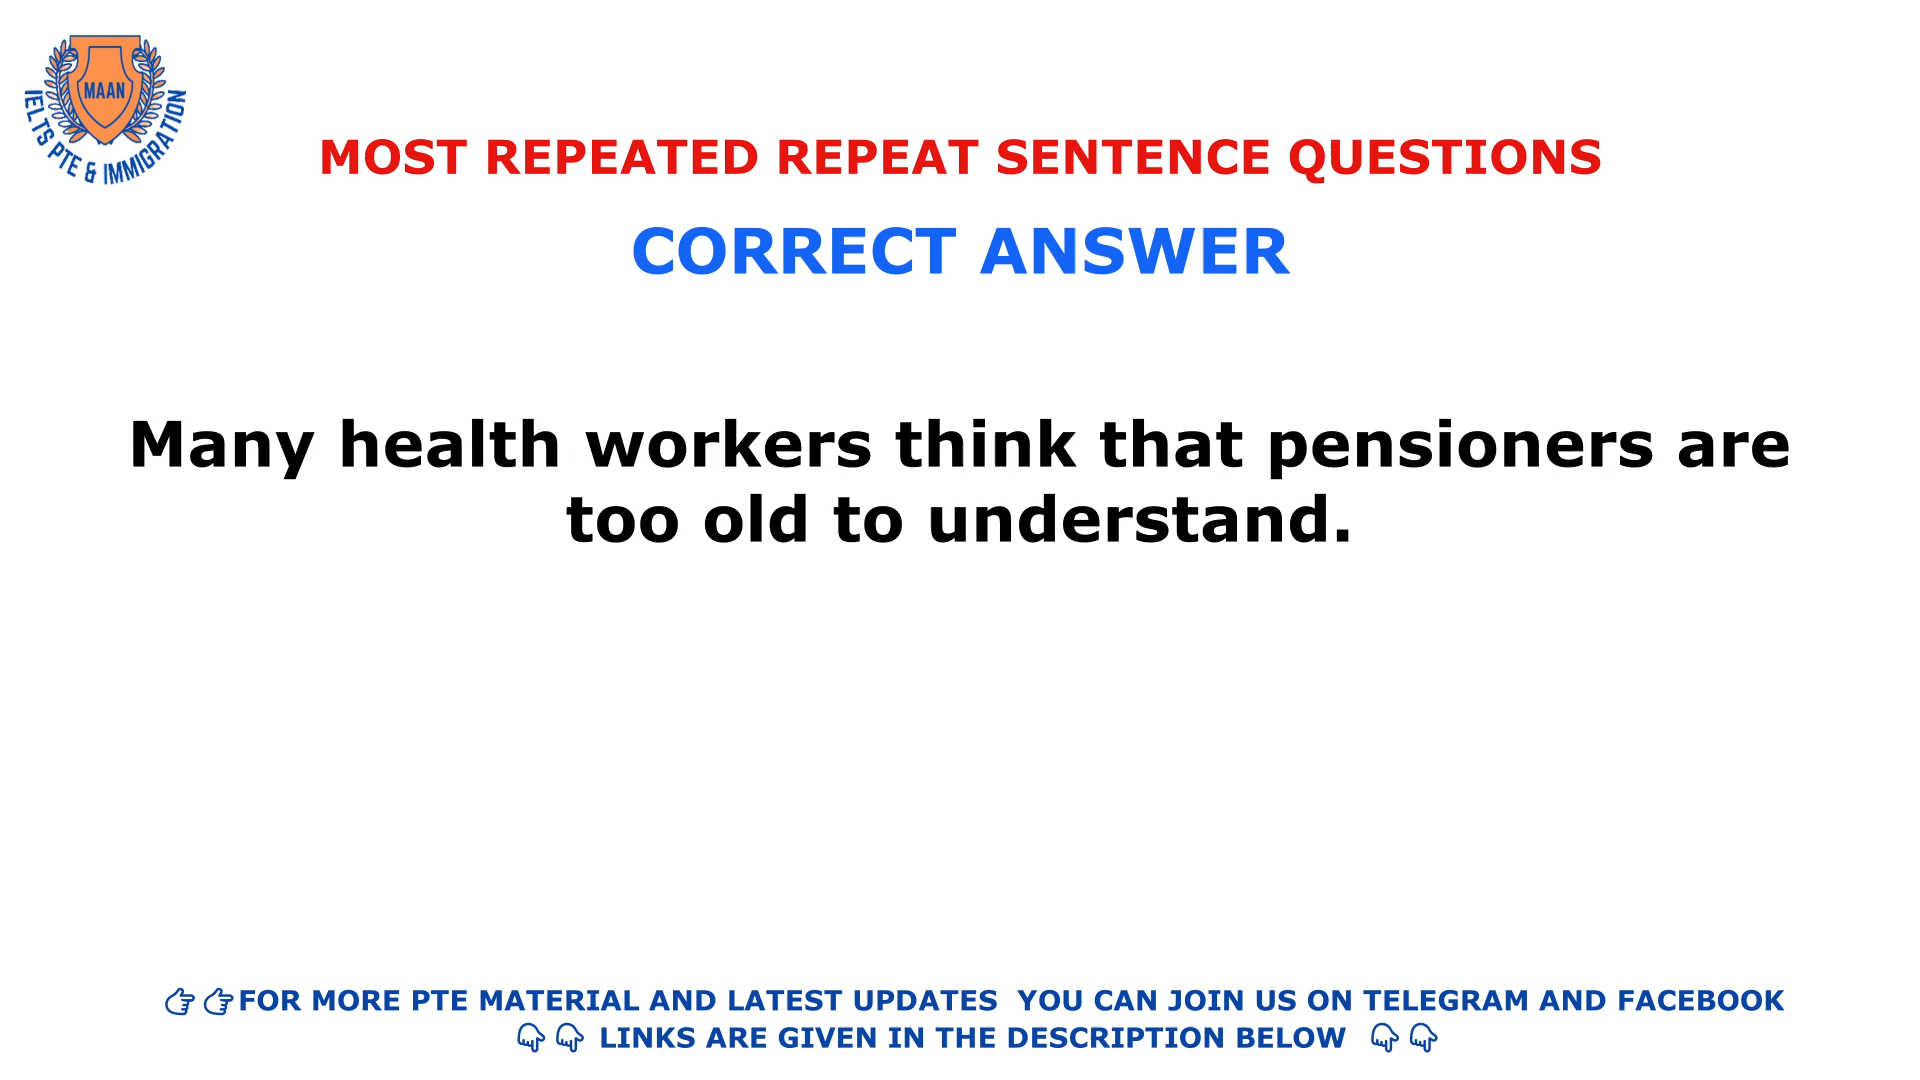 MAAN
IELTS PTE & IMMIGRATION
MOST REPEATED REPEAT SENTENCE QUESTIONS
CORRECT ANSWER
Many health workers think that pensioners are
too old to understand.
FOR MORE PTE MATERIAL AND LATEST UPDATES YOU CAN JOIN US ON TELEGRAM AND FACEBOOK
LINKS ARE GIVEN IN THE DESCRIPTION BELOW